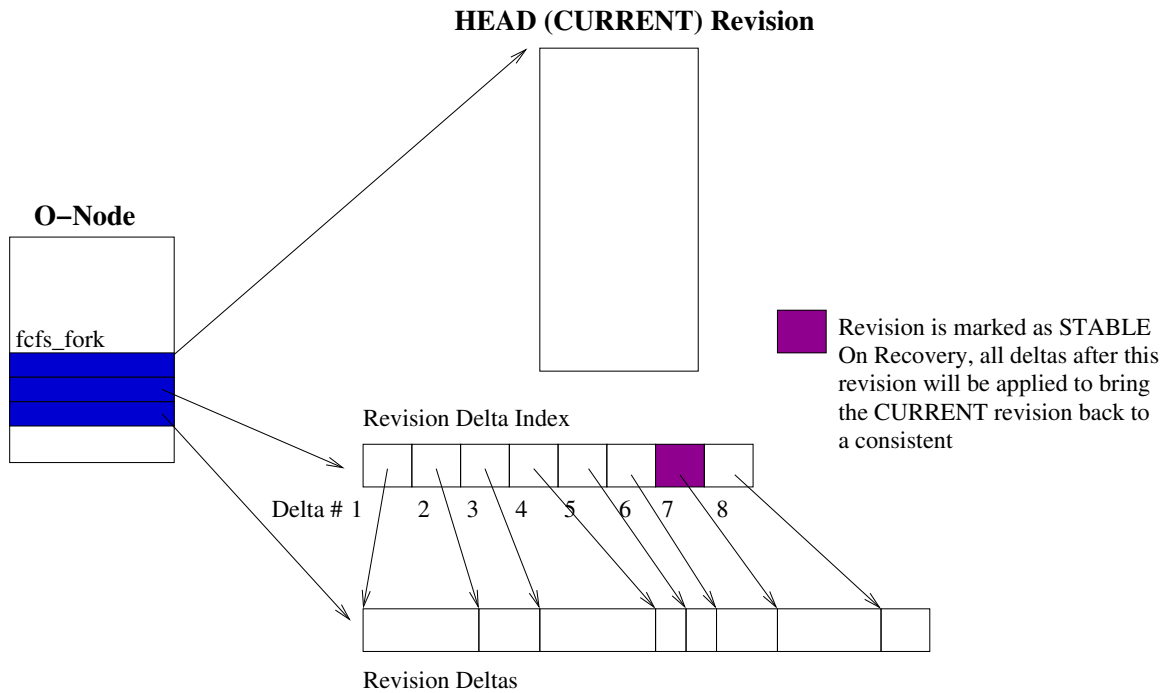 HEAD (CURRENT) Revision
O−Node
fcfs_fork
Revision is marked as STABLE
On Recovery, all deltas after this
revision will be applied to bring
the CURRENT revision back to
a consistent
Revision Delta Index
Delta # 1 2 3 4 5 6 7 8
Revision Deltas